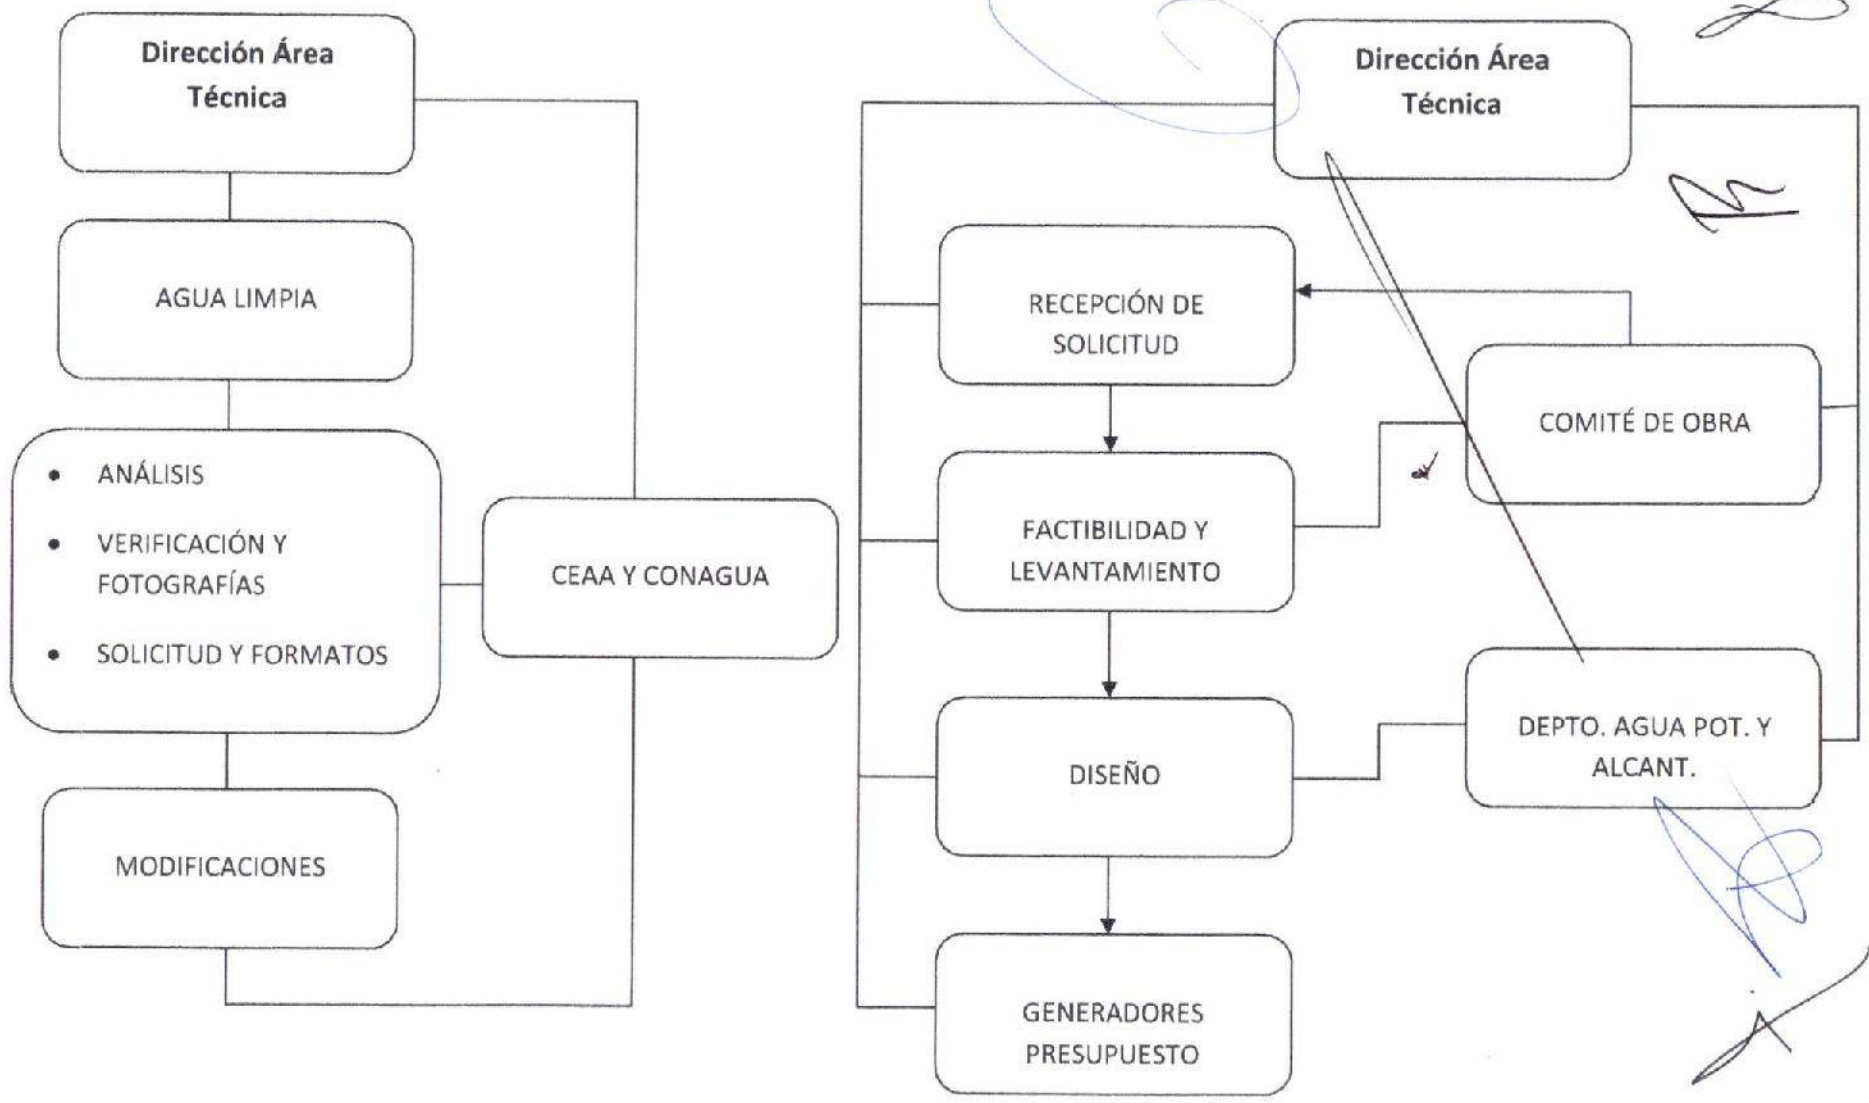 Dirección Área
Técnica
AGUA LIMPIA
• ANÁLISIS
• VERIFICACIÓN Y
FOTOGRAFÍAS
• SOLICITUD Y FORMATOS
MODIFICACIONES
CEAA Y CONAGUA
Dirección Área
Técnica
RECEPCIÓN DE
SOLICITUD
FACTIBILIDAD Y
LEVANTAMIENTO
DISEÑO
GENERADORES
PRESUPUESTO
COMITÉ DE OBRA
DEPTO. AGUA POT. Y
ALCANT.